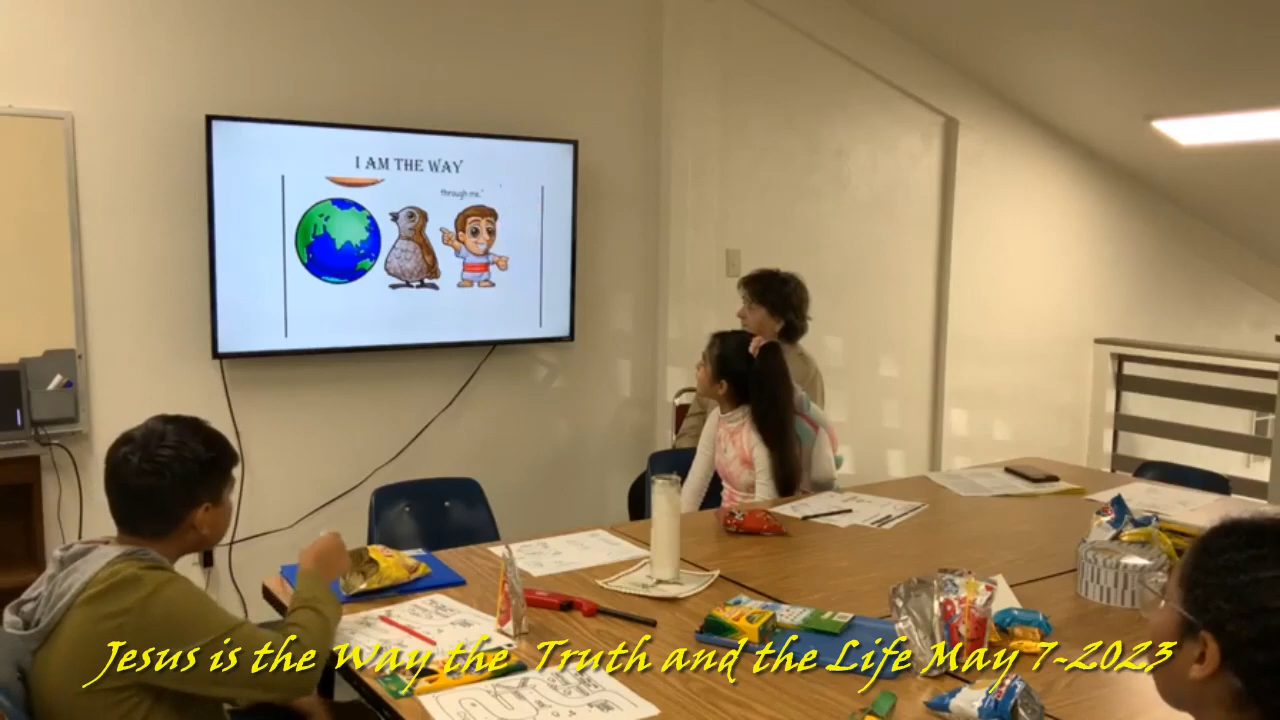 I AM THE WAY
through me."
Jesus is the Way the Truth and the Life May 7-2023